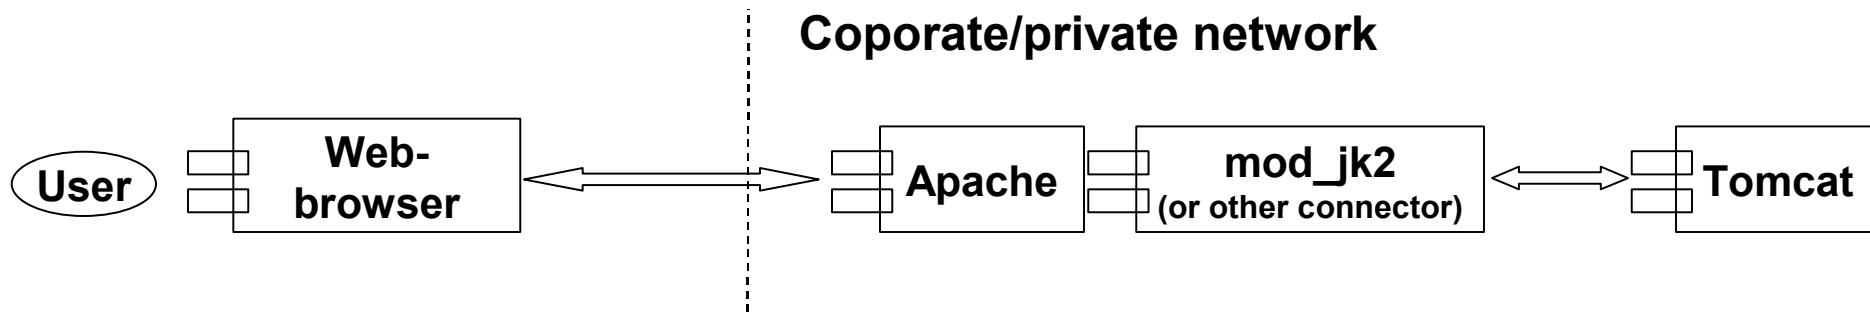 Coporate/private network
User
Web-
browser
Apache
mod_jk2
(or other connector)
Tomcat